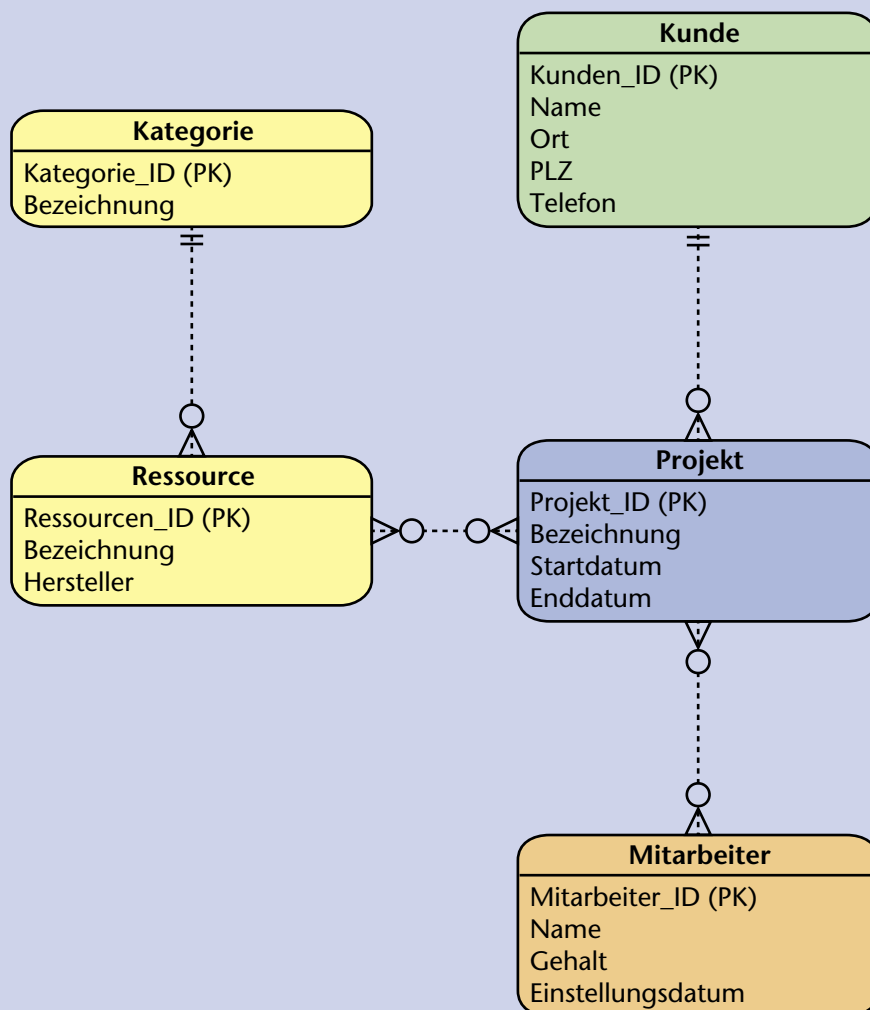 Kunde
Kunden_ID (PK)
Name
Ort
PLZ
Telefon
Kategorie
Kategorie_ID (PK)
Bezeichnung
Ressource
Ressourcen_ID (PK)
Bezeichnung
Hersteller
Projekt
Projekt_ID (PK)
Bezeichnung
Startdatum
Enddatum
Mitarbeiter
Mitarbeiter_ID (PK)
Name
Gehalt
Einstellungsdatum